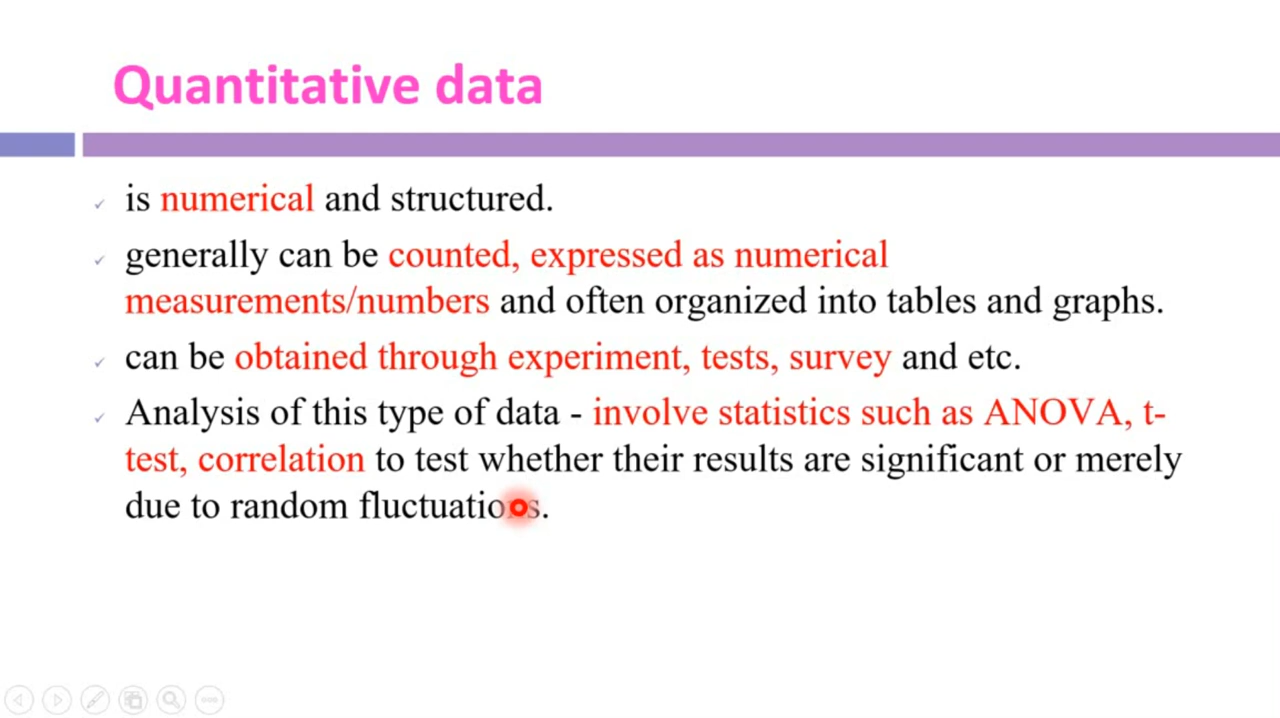 Quantitative data
is numerical and structured.
generally can be counted, expressed as numerical
measurements/numbers and often organized into tables and graphs.
can be obtained through experiment, tests, survey and etc.
Analysis of this type of data - involve statistics such as ANOVA, t-
test, correlation to test whether their results are significant or merely
due to random fluctuations.